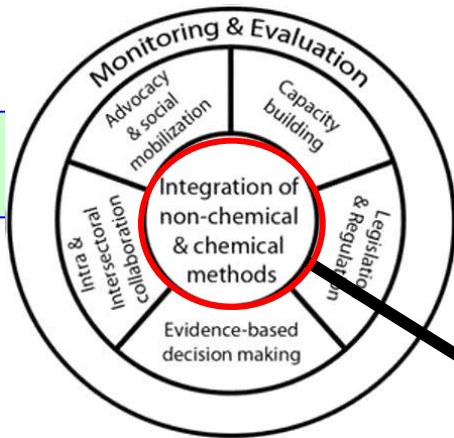 Monitoring & Evaluation
Advocacy
& social
mobilization
Capacity
building
Integration of
non-chemical
& chemical
methods
Intra &
Intersectoral
collaboration
Legislation
& Regulation
Evidence-based
decision making